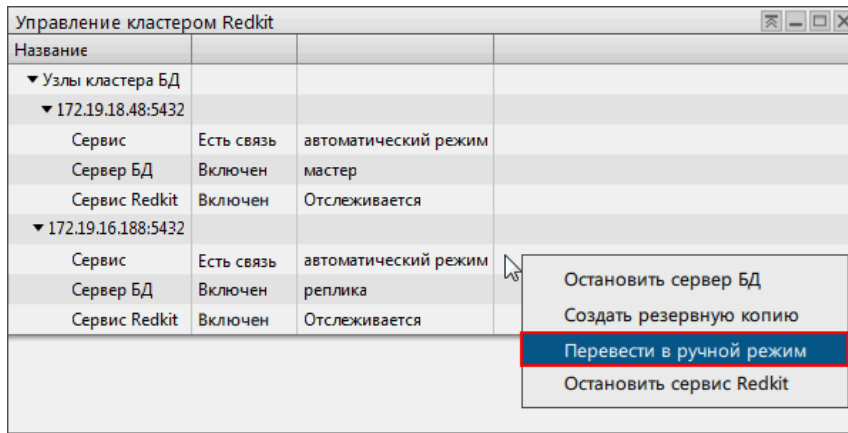 Управление кластером Redkit
Название
Узлы кластера БД
172.19.18.48:5432
Сервис Есть связь автоматический режим
Сервер БД Включен мастер
Сервис Redkit Включен Отслеживается
172.19.16.188:5432
Сервис Есть связь автоматический режим
Сервер БД Включен реплика
Сервис Redkit Включен Отслеживается
Остановить сервер БД
Создать резервную копию
Перевести в ручной режим
Остановить сервис Redkit